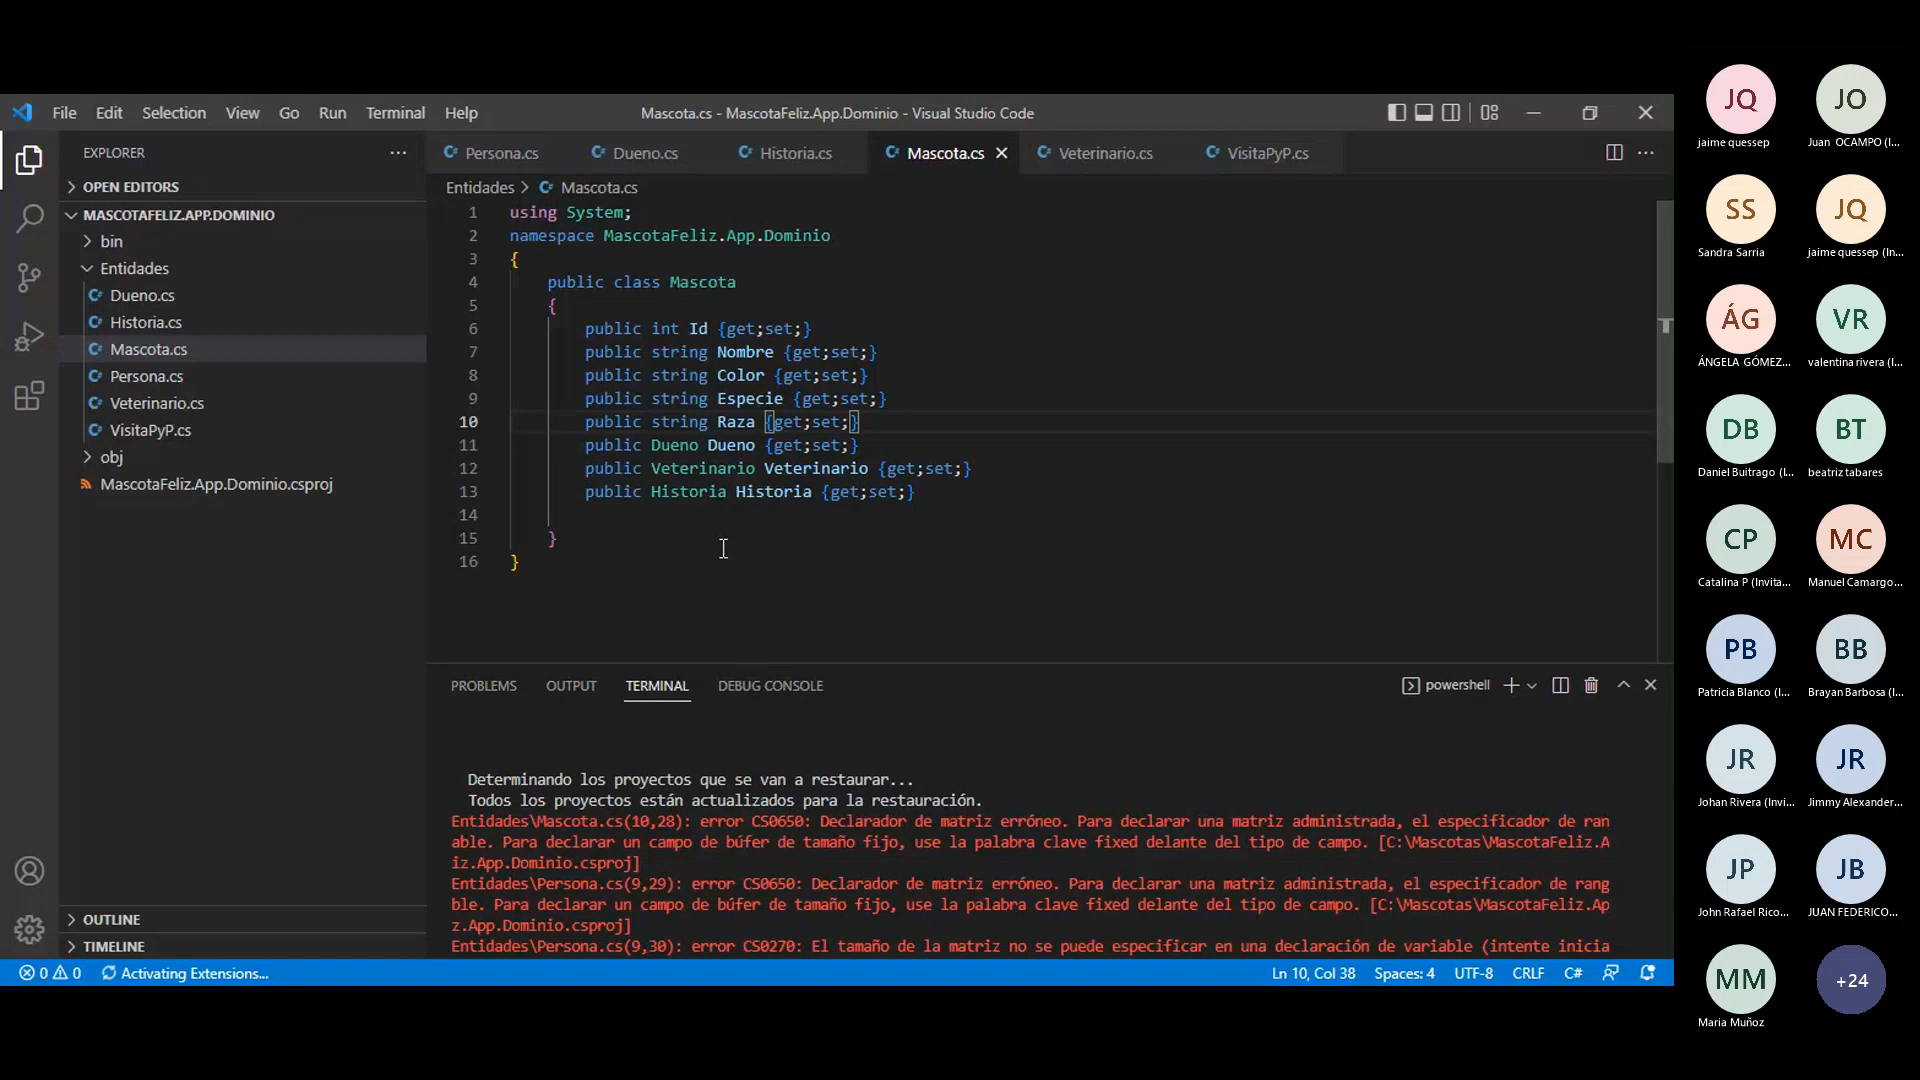 File Edit Selection View Go Run Terminal Help
Mascota.cs - MascotaFeliz.App.Dominio - Visual Studio Code
EXPLORER
OPEN EDITORS
MASCOTAFELIZ.APP.DOMINIO
bin
Entidades
Dueno.cs
Historia.cs
Mascota.cs
Persona.cs
Veterinario.cs
VisitaPyP.cs
obj
MascotaFeliz.App.Dominio.csproj
OUTLINE
TIMELINE
Persona.cs Dueno.cs Historia.cs Mascota.cs Veterinario.cs VisitaPyP.cs
Entidades > Mascota.cs
1 using System;
2 namespace MascotaFeliz.App.Dominio
3 {
4 public class Mascota
5 {
6 public int Id {get;set;}
7 public string Nombre {get;set;}
8 public string Color {get;set;}
9 public string Especie {get;set;}
10 public string Raza {get;set;}
11 public Dueno Dueno {get;set;}
12 public Veterinario Veterinario {get;set;}
13 public Historia Historia {get;set;}
14
15 }
16 }
PROBLEMS OUTPUT TERMINAL DEBUG CONSOLE
powershell
Determinando los proyectos que se van a restaurar...
Todos los proyectos están actualizados para la restauración.
Entidades\Mascota.cs(10,28): error CS0650: Declarador de matriz erróneo. Para declarar una matriz administrada, el especificador de ran
able. Para declarar un campo de búfer de tamaño fijo, use la palabra clave fixed delante del tipo de campo. [C:\Mascotas\MascotaFeliz.A
iz.App.Dominio.csproj]
Entidades\Persona.cs(9,29): error CS0650: Declarador de matriz erróneo. Para declarar una matriz administrada, el especificador de rang
ble. Para declarar un campo de búfer de tamaño fijo, use la palabra clave fixed delante del tipo de campo. [C:\Mascotas\MascotaFeliz.Ap
z.App.Dominio.csproj]
Entidades\Persona.cs(9,30): error CS0270: El tamaño de la matriz no se puede especificar en una declaración de variable (intente inicia
0 0 Activating Extensions...
Ln 10, Col 38 Spaces: 4 UTF-8 CRLF C#
JQ JO
jaime quessep Juan OCAMPO (I...
SS JQ
Sandra Sarria jaime quessep (In...
ÁG VR
ÁNGELA GÓMEZ... valentina rivera (I...
DB BT
Daniel Buitrago (I... beatriz tabares
CP MC
Catalina P (Invita... Manuel Camargo...
PB BB
Patricia Blanco (I... Brayan Barbosa (I...
JR JR
Johan Rivera (Invi... Jimmy Alexander...
JP JB
John Rafael Rico... JUAN FEDERICO...
MM +24
Maria Muñoz